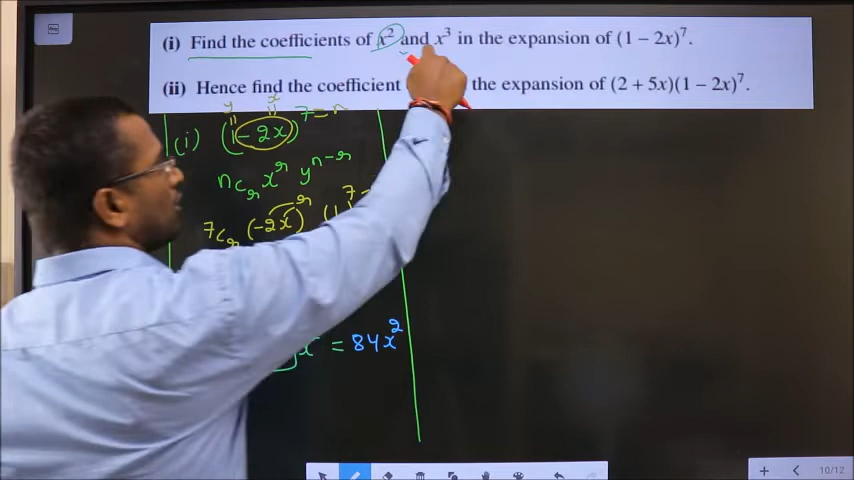 (i) Find the coefficients of x² and x³ in the expansion of (1 − 2x)⁷.
(ii) Hence find the coefficient the expansion of (2 + 5x)(1 − 2x)⁷.
y x
(i) (1 − 2x)⁷ = n
nCr xʳ yⁿ⁻ʳ
⁷Cr (−2x)ʳ (1)⁷⁻
x = 84x²
10/12